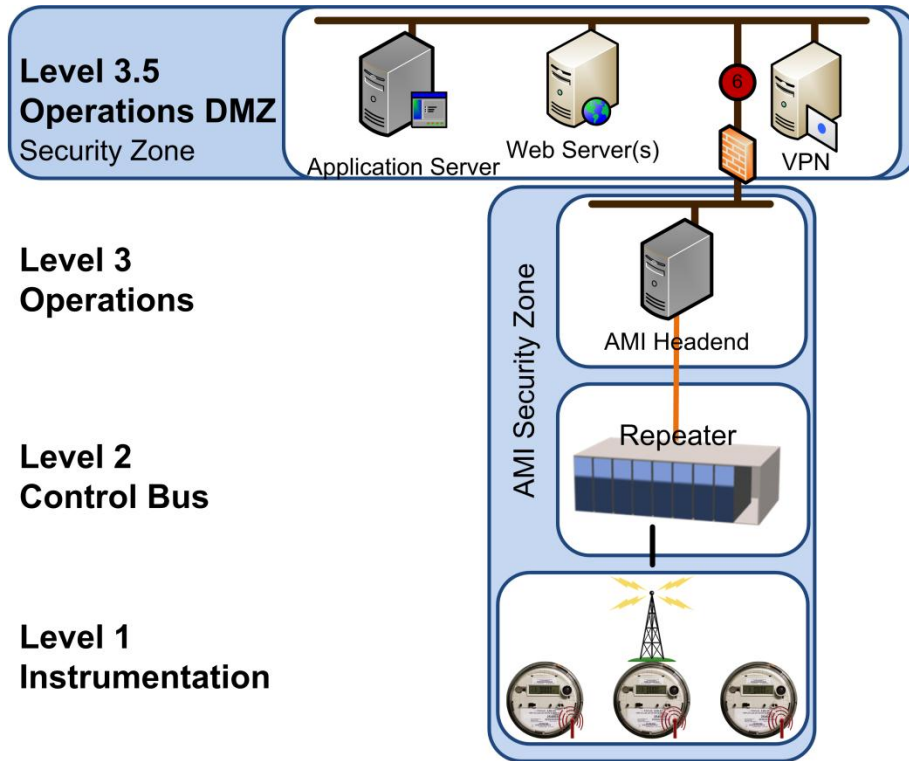 Level 3.5
Operations DMZ
Security Zone
Application Server
Web Server(s)
6
VPN
Level 3
Operations
AMI Security Zone
AMI Headend
Level 2
Control Bus
Repeater
Level 1
Instrumentation